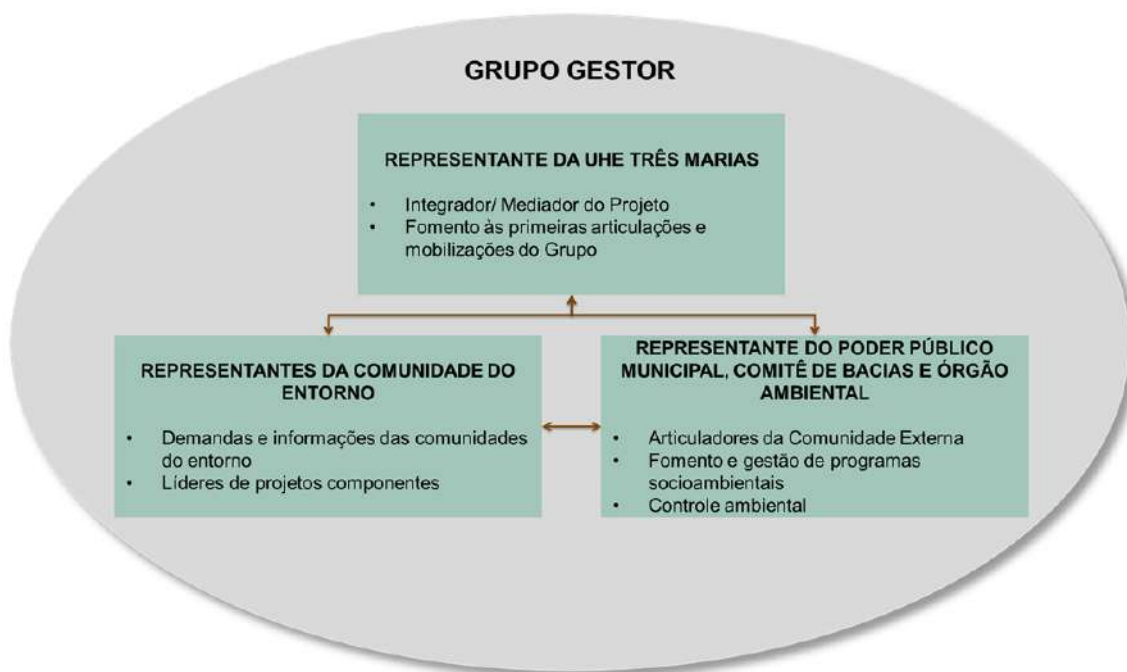 GRUPO GESTOR
REPRESENTANTE DA UHE TRÊS MARIAS
• Integrador/ Mediador do Projeto
• Fomento às primeiras articulações e
mobilizações do Grupo
REPRESENTANTES DA COMUNIDADE DO
ENTORNO
• Demandas e informações das comunidades
do entorno
• Líderes de projetos componentes
REPRESENTANTE DO PODER PÚBLICO
MUNICIPAL, COMITÊ DE BACIAS E ÓRGÃO
AMBIENTAL
• Articuladores da Comunidade Externa
• Fomento e gestão de programas
socioambientais
• Controle ambiental